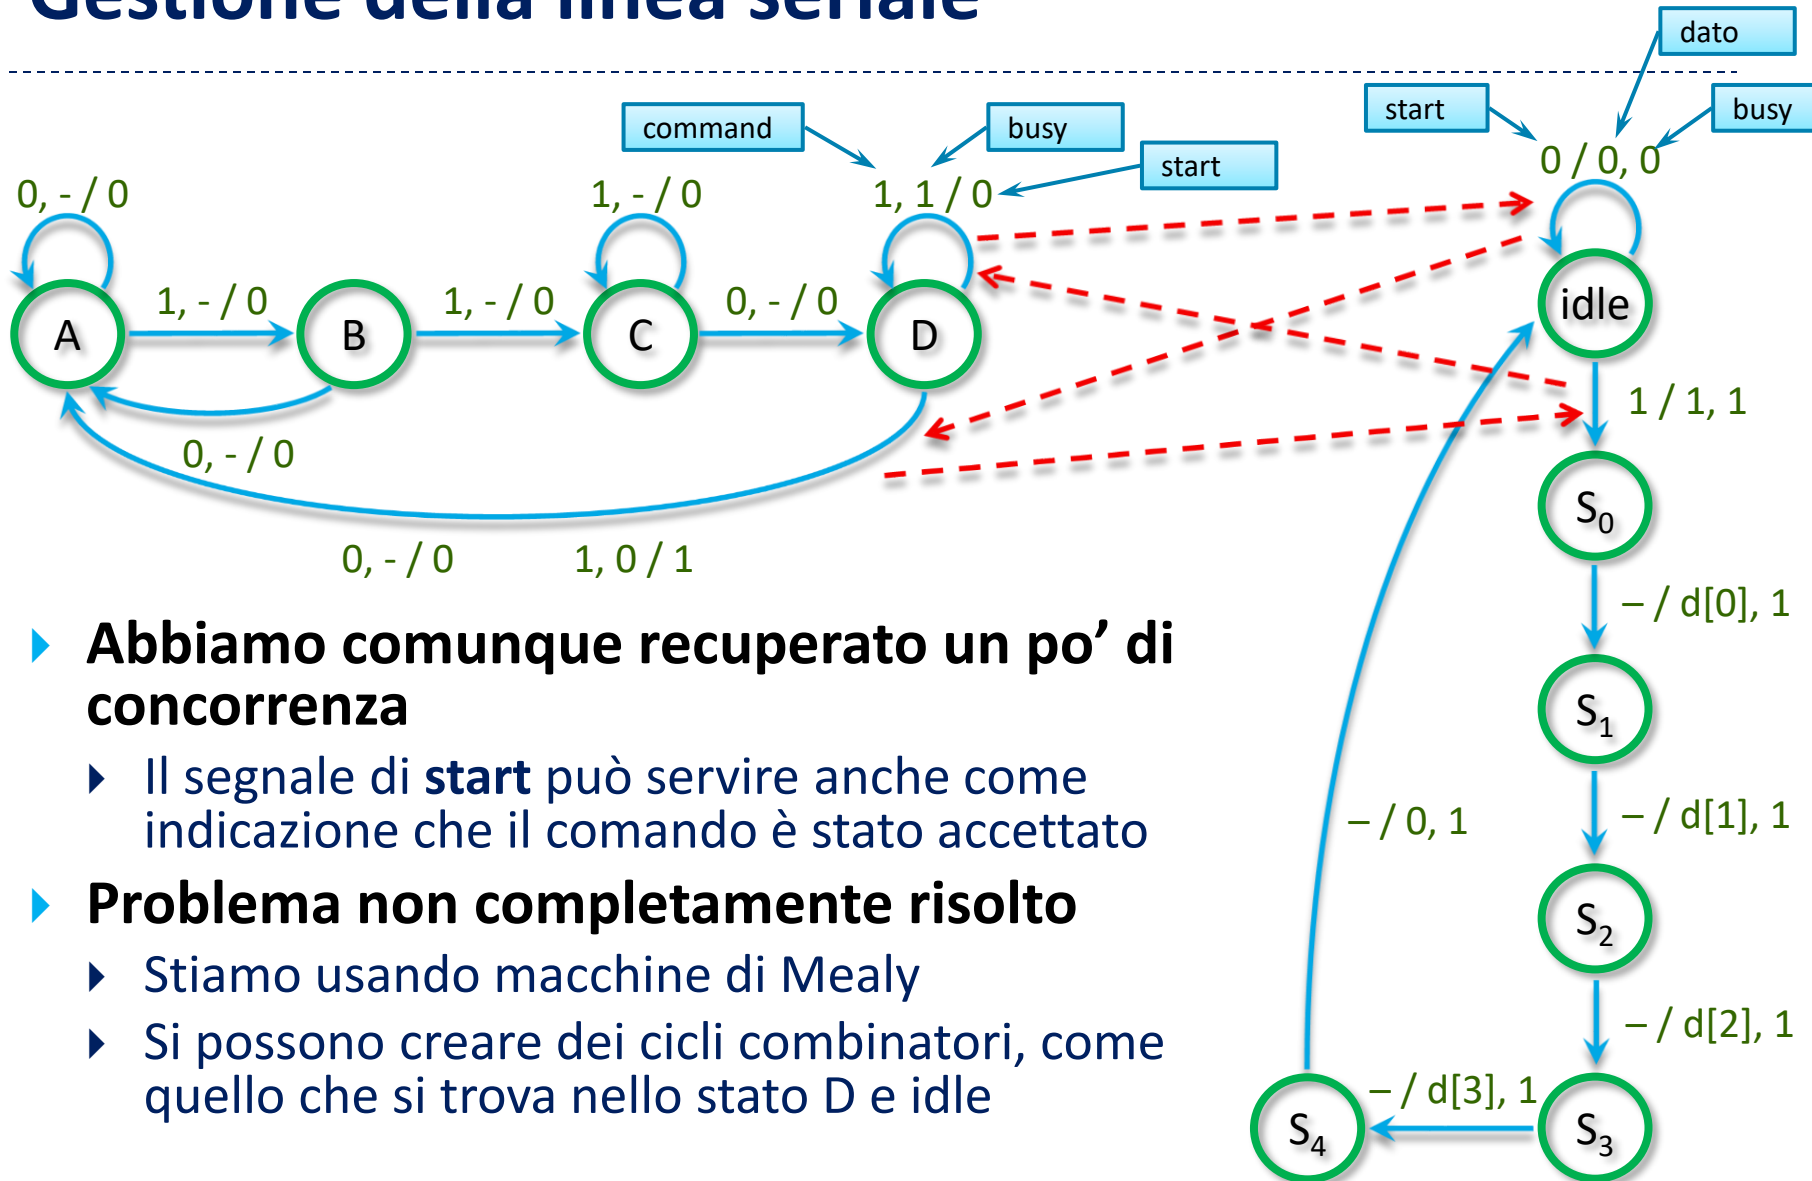 Gestione della linea seriale
dato
start
busy
command
busy
start
0 / 0, 0
0, - / 0
1, - / 0
1, 1 / 0
idle
1, - / 0
1, - / 0
0, - / 0
A
B
C
D
1 / 1, 1
0, - / 0
S0
0, - / 0
1, 0 / 1
– / d[0], 1
Abbiamo comunque recuperato un po’ di
concorrenza
S1
Il segnale di start può servire anche come
indicazione che il comando è stato accettato
– / 0, 1
– / d[1], 1
Problema non completamente risolto
S2
Stiamo usando macchine di Mealy
– / d[2], 1
Si possono creare dei cicli combinatori, come
quello che si trova nello stato D e idle
– / d[3], 1
S4
S3